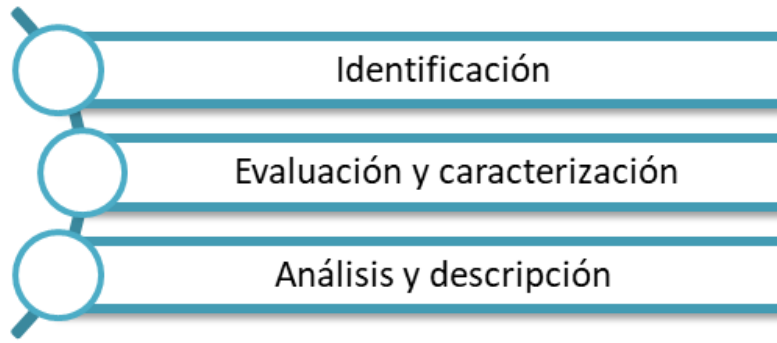 Identificación
Evaluación y caracterización
Análisis y descripción